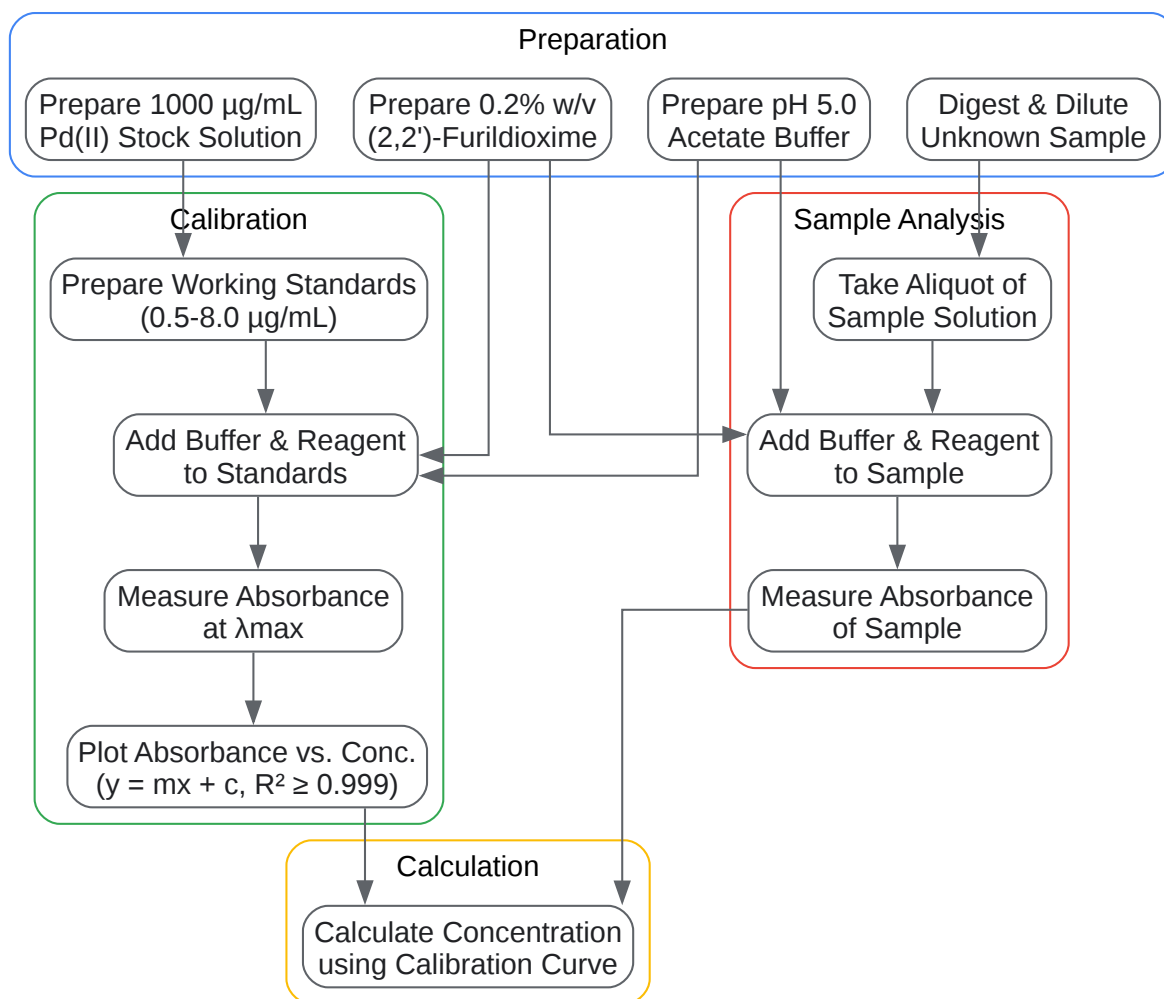 Preparation
Prepare 1000 µg/mL
Pd(II) Stock Solution
Prepare 0.2% w/v
(2,2')-Furildioxime
Prepare pH 5.0
Acetate Buffer
Digest & Dilute
Unknown Sample
Calibration
Prepare Working Standards
(0.5-8.0 µg/mL)
Add Buffer & Reagent
to Standards
Measure Absorbance
at λmax
Plot Absorbance vs. Conc.
(y = mx + c, R² ≥ 0.999)
Sample Analysis
Take Aliquot of
Sample Solution
Add Buffer & Reagent
to Sample
Measure Absorbance
of Sample
Calculation
Calculate Concentration
using Calibration Curve